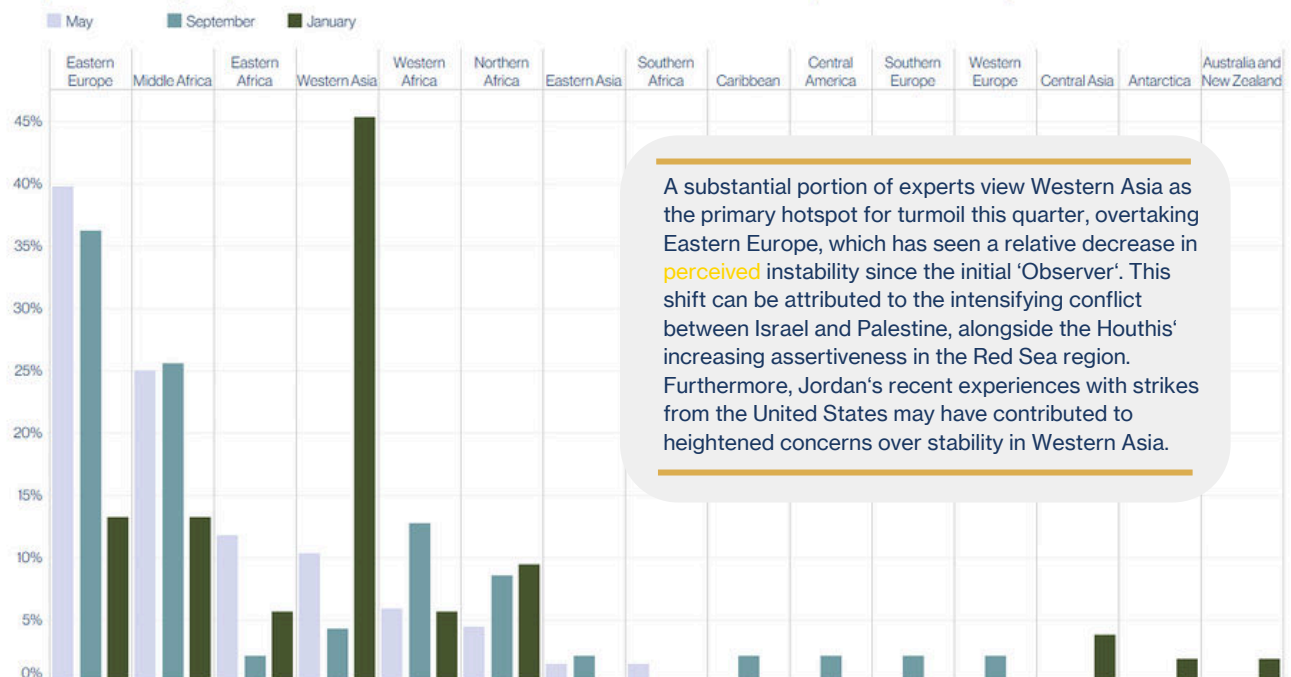 May September January
Eastern Europe
Middle Africa
Eastern Africa
Western Asia
Western Africa
Northern Africa
Eastern Asia
Southern Africa
Caribbean
Central America
Southern Europe
Western Europe
Central Asia
Antarctica
Australia and New Zealand
45%
40%
35%
30%
25%
20%
15%
10%
5%
0%
A substantial portion of experts view Western Asia as
the primary hotspot for turmoil this quarter, overtaking
Eastern Europe, which has seen a relative decrease in
perceived instability since the initial ‘Observer‘. This
shift can be attributed to the intensifying conflict
between Israel and Palestine, alongside the Houthis‘
increasing assertiveness in the Red Sea region.
Furthermore, Jordan‘s recent experiences with strikes
from the United States may have contributed to
heightened concerns over stability in Western Asia.